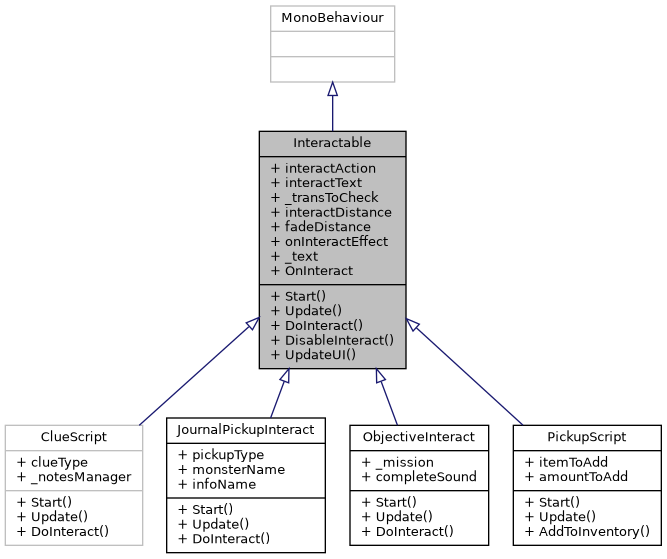 MonoBehaviour
Interactable
+ interactAction
+ interactText
+ _transToCheck
+ interactDistance
+ fadeDistance
+ onInteractEffect
+ _text
+ OnInteract
+ Start()
+ Update()
+ DoInteract()
+ DisableInteract()
+ UpdateUI()
ClueScript
+ clueType
+ _notesManager
+ Start()
+ Update()
+ DoInteract()
JournalPickupInteract
+ pickupType
+ monsterName
+ infoName
+ Start()
+ Update()
+ DoInteract()
ObjectiveInteract
+ _mission
+ completeSound
+ Start()
+ Update()
+ DoInteract()
PickupScript
+ itemToAdd
+ amountToAdd
+ Start()
+ Update()
+ AddToInventory()